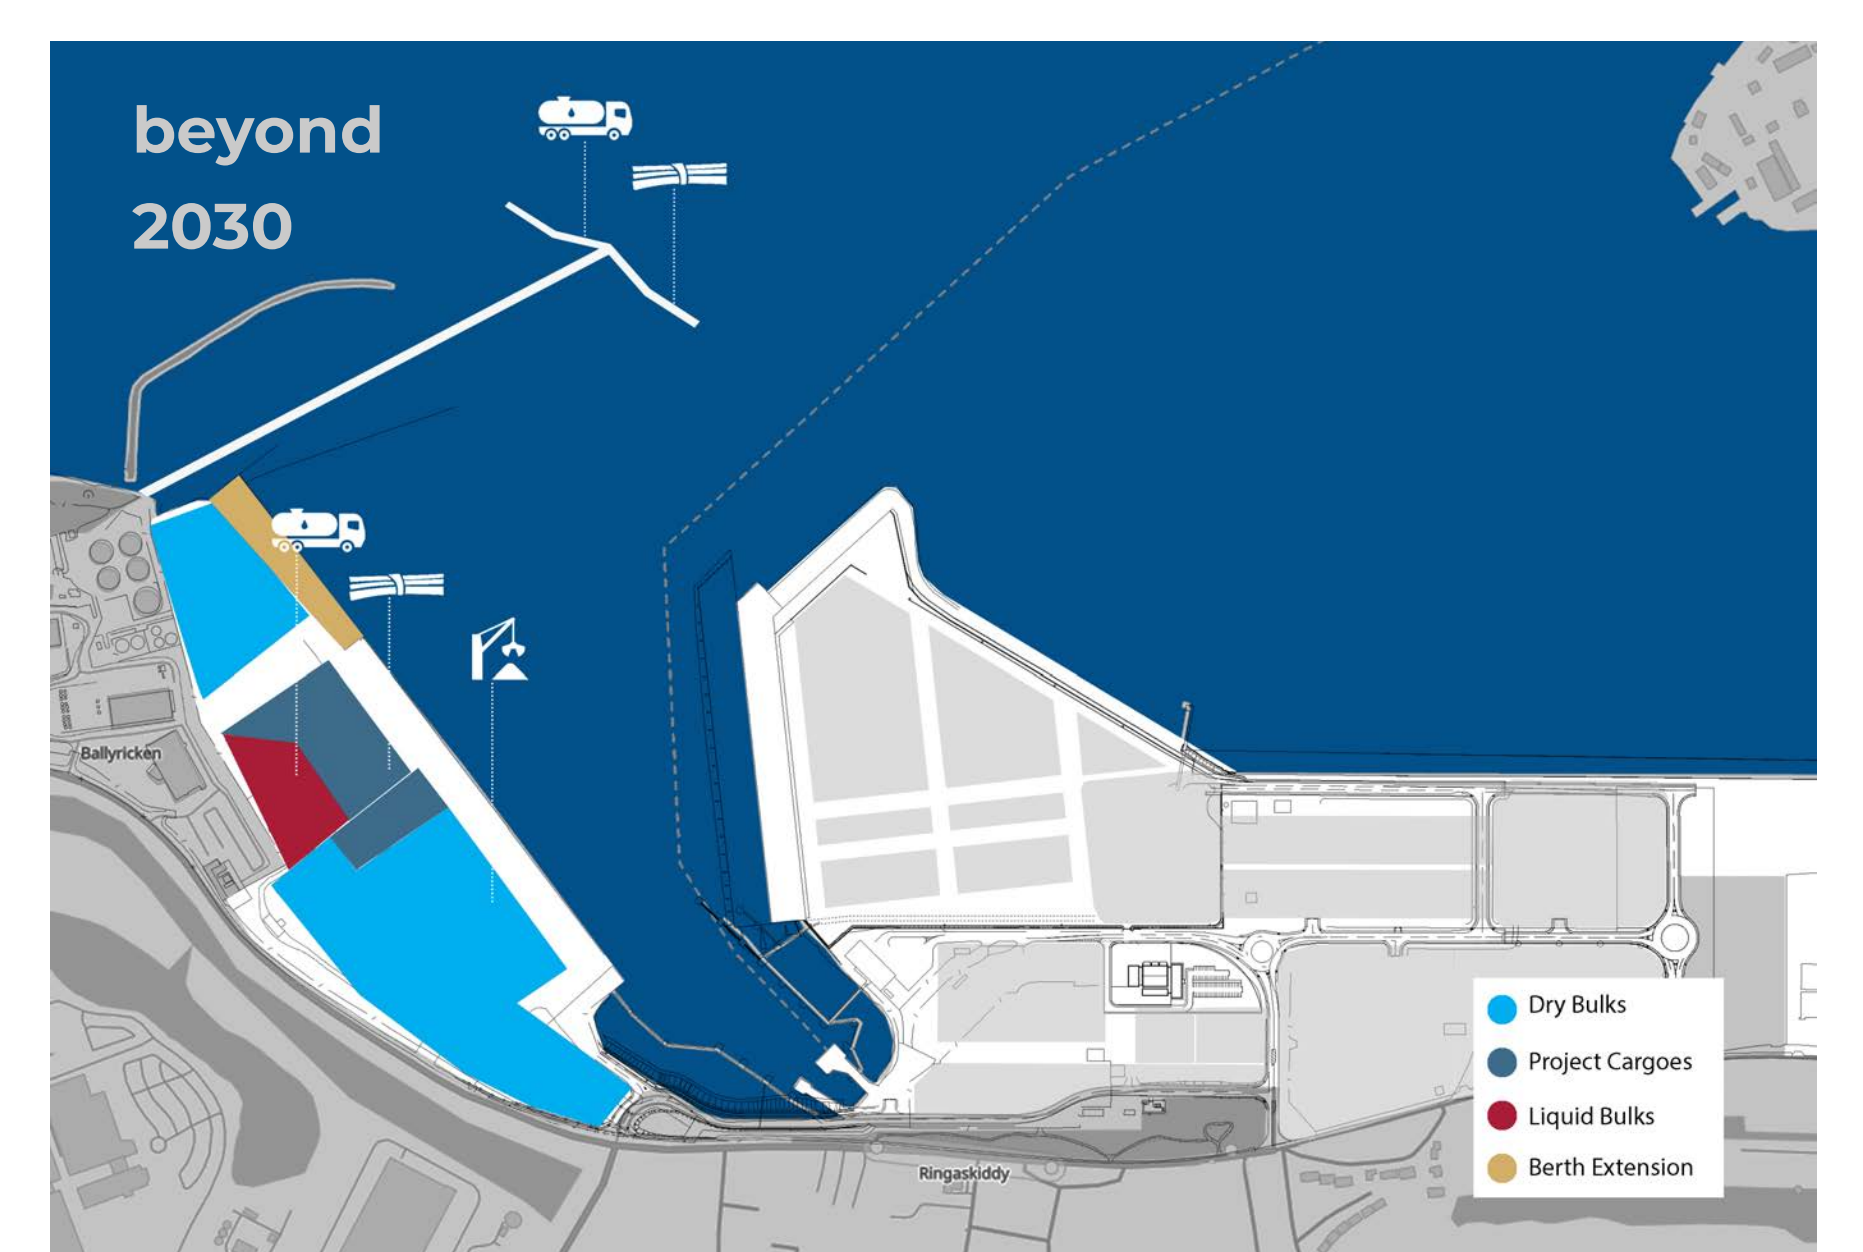 beyond
2030
Ballyricken
Ringaskiddy
Dry Bulks
Project Cargoes
Liquid Bulks
Berth Extension